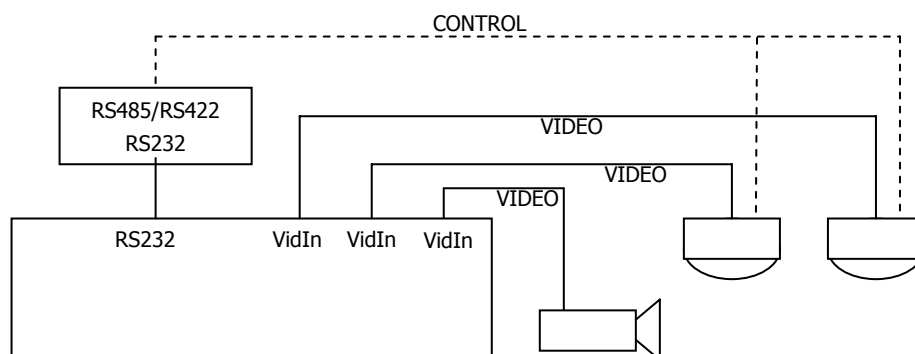 CONTROL
RS485/RS422
RS232
VIDEO
VIDEO
VIDEO
RS232
VidIn
VidIn
VidIn